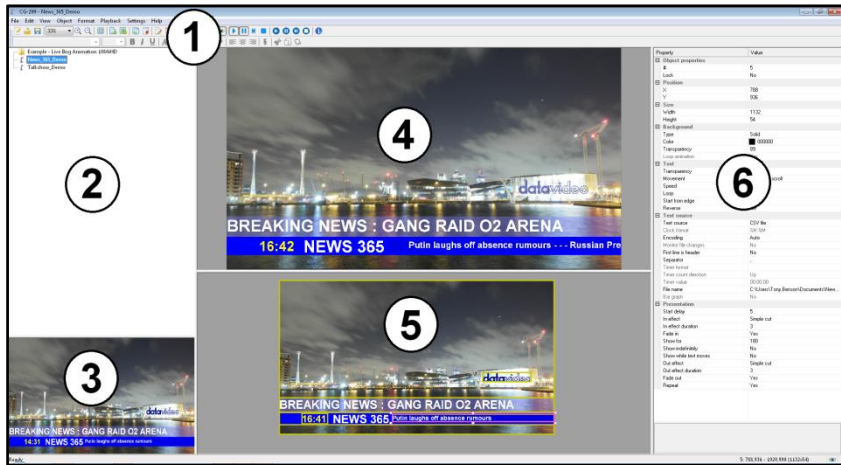 CG-200 - News_365_Demo
File Edit View Object Format Playback Settings Help
B I U
1
Example - Live Bug Animation 1080HD
News_365_Demo
Talkshow_Demo
2
datavideo
BREAKING NEWS : GANG RAID O2 ARENA
14:31 NEWS 365 Putin laughs off absence rumours
3
4
datavideo
BREAKING NEWS : GANG RAID O2 ARENA
16:42 NEWS 365 Putin laughs off absence rumours - - - Russian Pre
5
datavideo
BREAKING NEWS : GANG RAID O2 ARENA
16:41 NEWS 365 Putin laughs off absence rumours
Property Value
Object properties
# 5
Lock No
Position
X 788
Y 936
Size
Width 1132
Height 54
Background
Type Solid
Color 000000
Transparency 89
Loop animation
Text
Transparency
Movement scroll
Speed
Loop
Start from edge
Reverse
6
Text source
Text source CSV file
Clock format
Encoding Auto
Monitor file changes No
First line is header No
Separator ,
Timer format
Timer count direction Up
Timer value 00:00:00
File name C:\Users\Tony.Benson\Documents\New...
Bar graph No
Presentation
Start delay 5
In effect Simple cut
In effect duration 3
Fade in Yes
Show for 180
Show indefinitely No
Show while text moves No
Out effect Simple cut
Out effect duration 3
Fade out Yes
Repeat Yes
Ready.